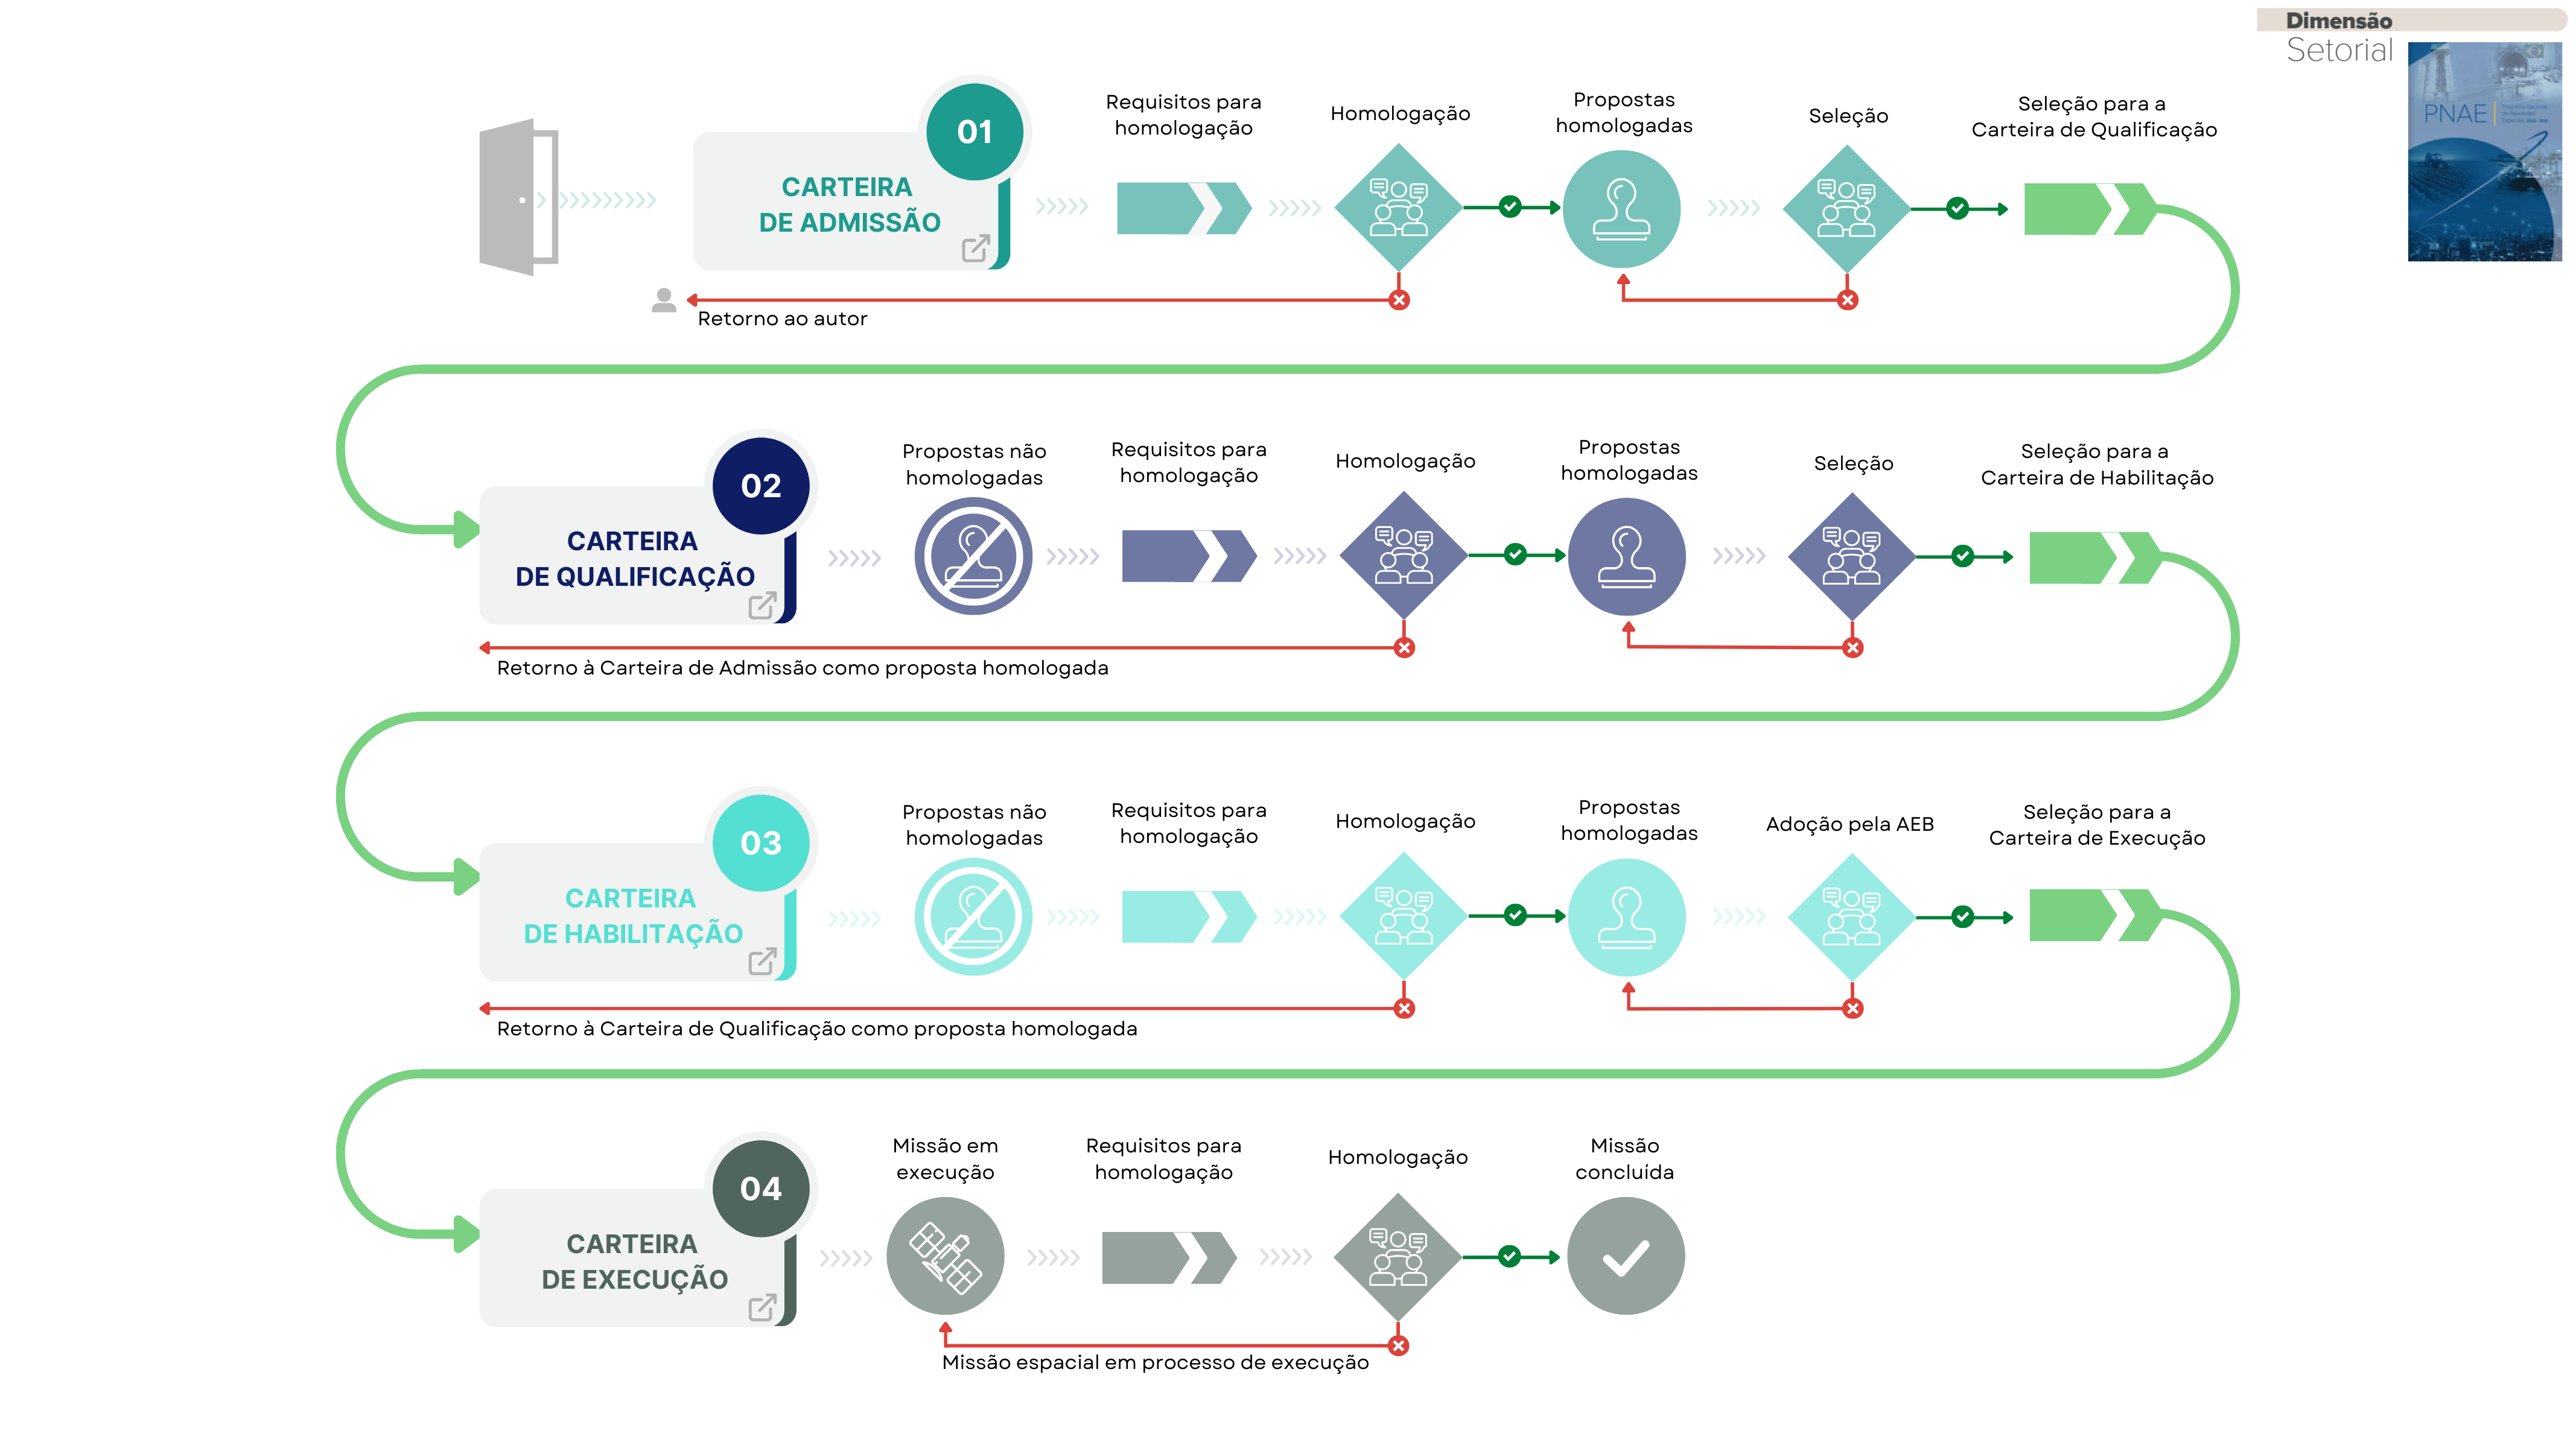 Dimensão
Setorial
PNAE
01
CARTEIRA
DE ADMISSÃO
Requisitos para
homologação
Homologação
Propostas
homologadas
Seleção
Seleção para a
Carteira de Qualificação
Retorno ao autor
02
CARTEIRA
DE QUALIFICAÇÃO
Propostas não
homologadas
Requisitos para
homologação
Homologação
Propostas
homologadas
Seleção
Seleção para a
Carteira de Habilitação
Retorno à Carteira de Admissão como proposta homologada
03
CARTEIRA
DE HABILITAÇÃO
Propostas não
homologadas
Requisitos para
homologação
Homologação
Propostas
homologadas
Adoção pela AEB
Seleção para a
Carteira de Execução
Retorno à Carteira de Qualificação como proposta homologada
04
CARTEIRA
DE EXECUÇÃO
Missão em
execução
Requisitos para
homologação
Homologação
Missão
concluída
Missão espacial em processo de execução